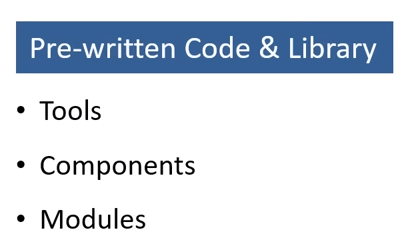 Pre-written Code & Library
• Tools
• Components
• Modules